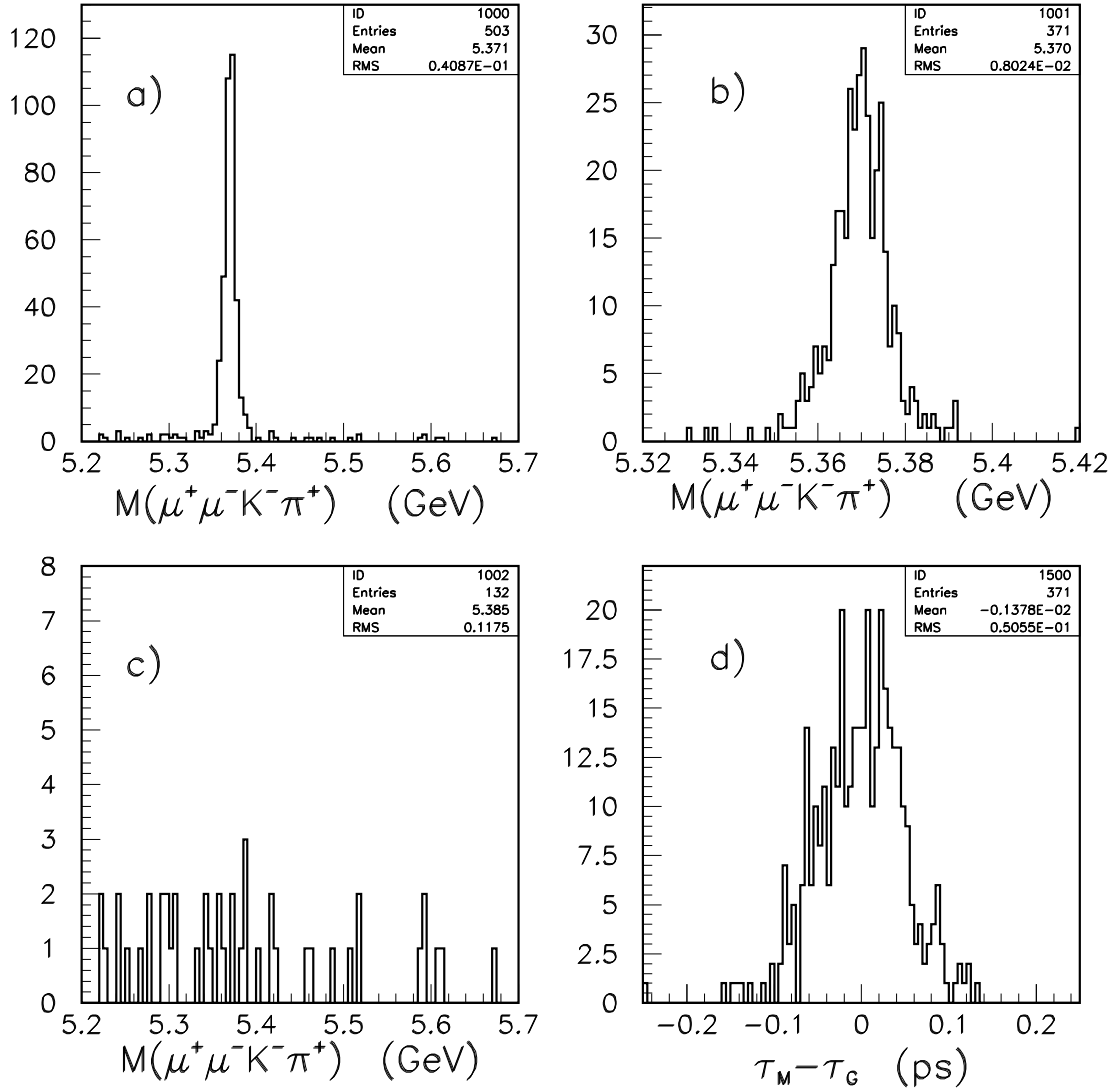 ID 1000
Entries 503
Mean 5.371
RMS 0.4087E-01
a)
120
100
80
60
40
20
0
5.2 5.3 5.4 5.5 5.6 5.7
M(μ⁺μ⁻K⁻π⁺) (GeV)
ID 1001
Entries 371
Mean 5.370
RMS 0.8024E-02
b)
30
25
20
15
10
5
0
5.32 5.34 5.36 5.38 5.4 5.42
M(μ⁺μ⁻K⁻π⁺) (GeV)
ID 1002
Entries 132
Mean 5.385
RMS 0.1175
c)
8
7
6
5
4
3
2
1
0
5.2 5.3 5.4 5.5 5.6 5.7
M(μ⁺μ⁻K⁻π⁺) (GeV)
ID 1500
Entries 371
Mean -0.1378E-02
RMS 0.5055E-01
d)
20
17.5
15
12.5
10
7.5
5
2.5
0
-0.2 -0.1 0 0.1 0.2
τ_M-τ_G (ps)